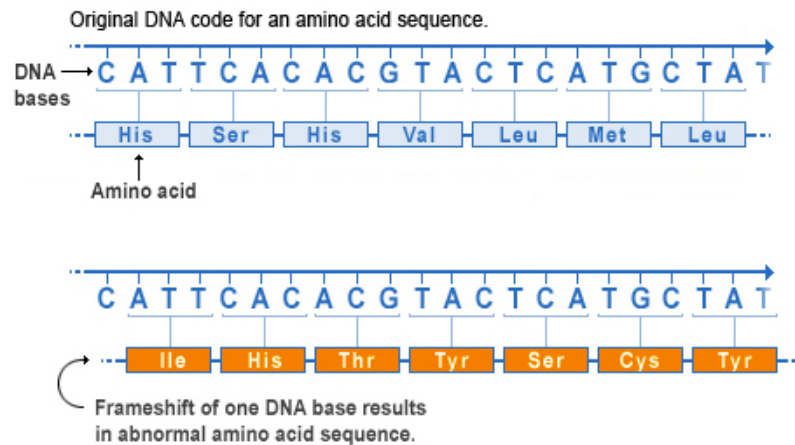 Original DNA code for an amino acid sequence.
DNA bases
C A T T C A C A C G T A C T C A T G C T A T
His Ser His Val Leu Met Leu
Amino acid
C A T T C A C A C G T A C T C A T G C T A T
Ile His Thr Tyr Ser Cys Tyr
Frameshift of one DNA base results
in abnormal amino acid sequence.